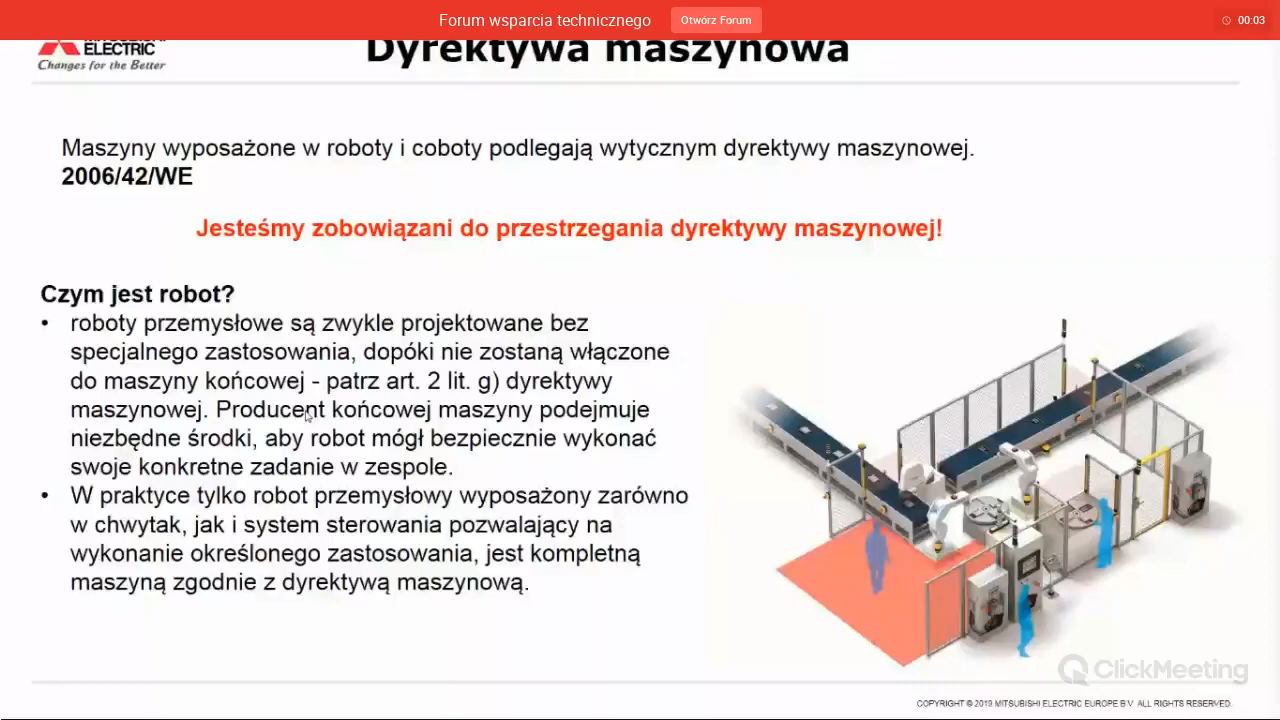 Forum wsparcia technicznego
Otwórz Forum
00:03
ELECTRIC
Changes for the Better
Dyrektywa maszynowa
Maszyny wyposażone w roboty i coboty podlegają wytycznym dyrektywy maszynowej.
2006/42/WE
Jesteśmy zobowiązani do przestrzegania dyrektywy maszynowej!
Czym jest robot?
• roboty przemysłowe są zwykle projektowane bez
specjalnego zastosowania, dopóki nie zostaną włączone
do maszyny końcowej - patrz art. 2 lit. g) dyrektywy
maszynowej. Producent końcowej maszyny podejmuje
niezbędne środki, aby robot mógł bezpiecznie wykonać
swoje konkretne zadanie w zespole.
• W praktyce tylko robot przemysłowy wyposażony zarówno
w chwytak, jak i system sterowania pozwalający na
wykonanie określonego zastosowania, jest kompletną
maszyną zgodnie z dyrektywą maszynową.
ClickMeeting
COPYRIGHT © 2019 MITSUBISHI ELECTRIC EUROPE B.V. ALL RIGHTS RESERVED.